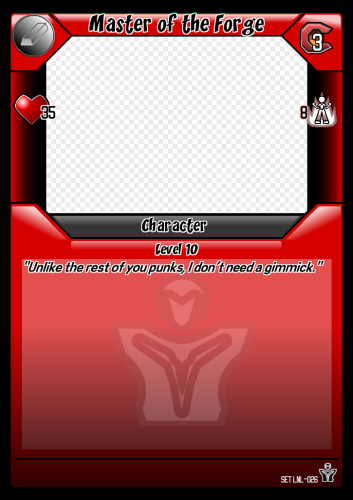 Master of the Forge
3
35
8
Character
Level 10
"Unlike the rest of you punks, I don't need a gimmick."
SET LNL-026